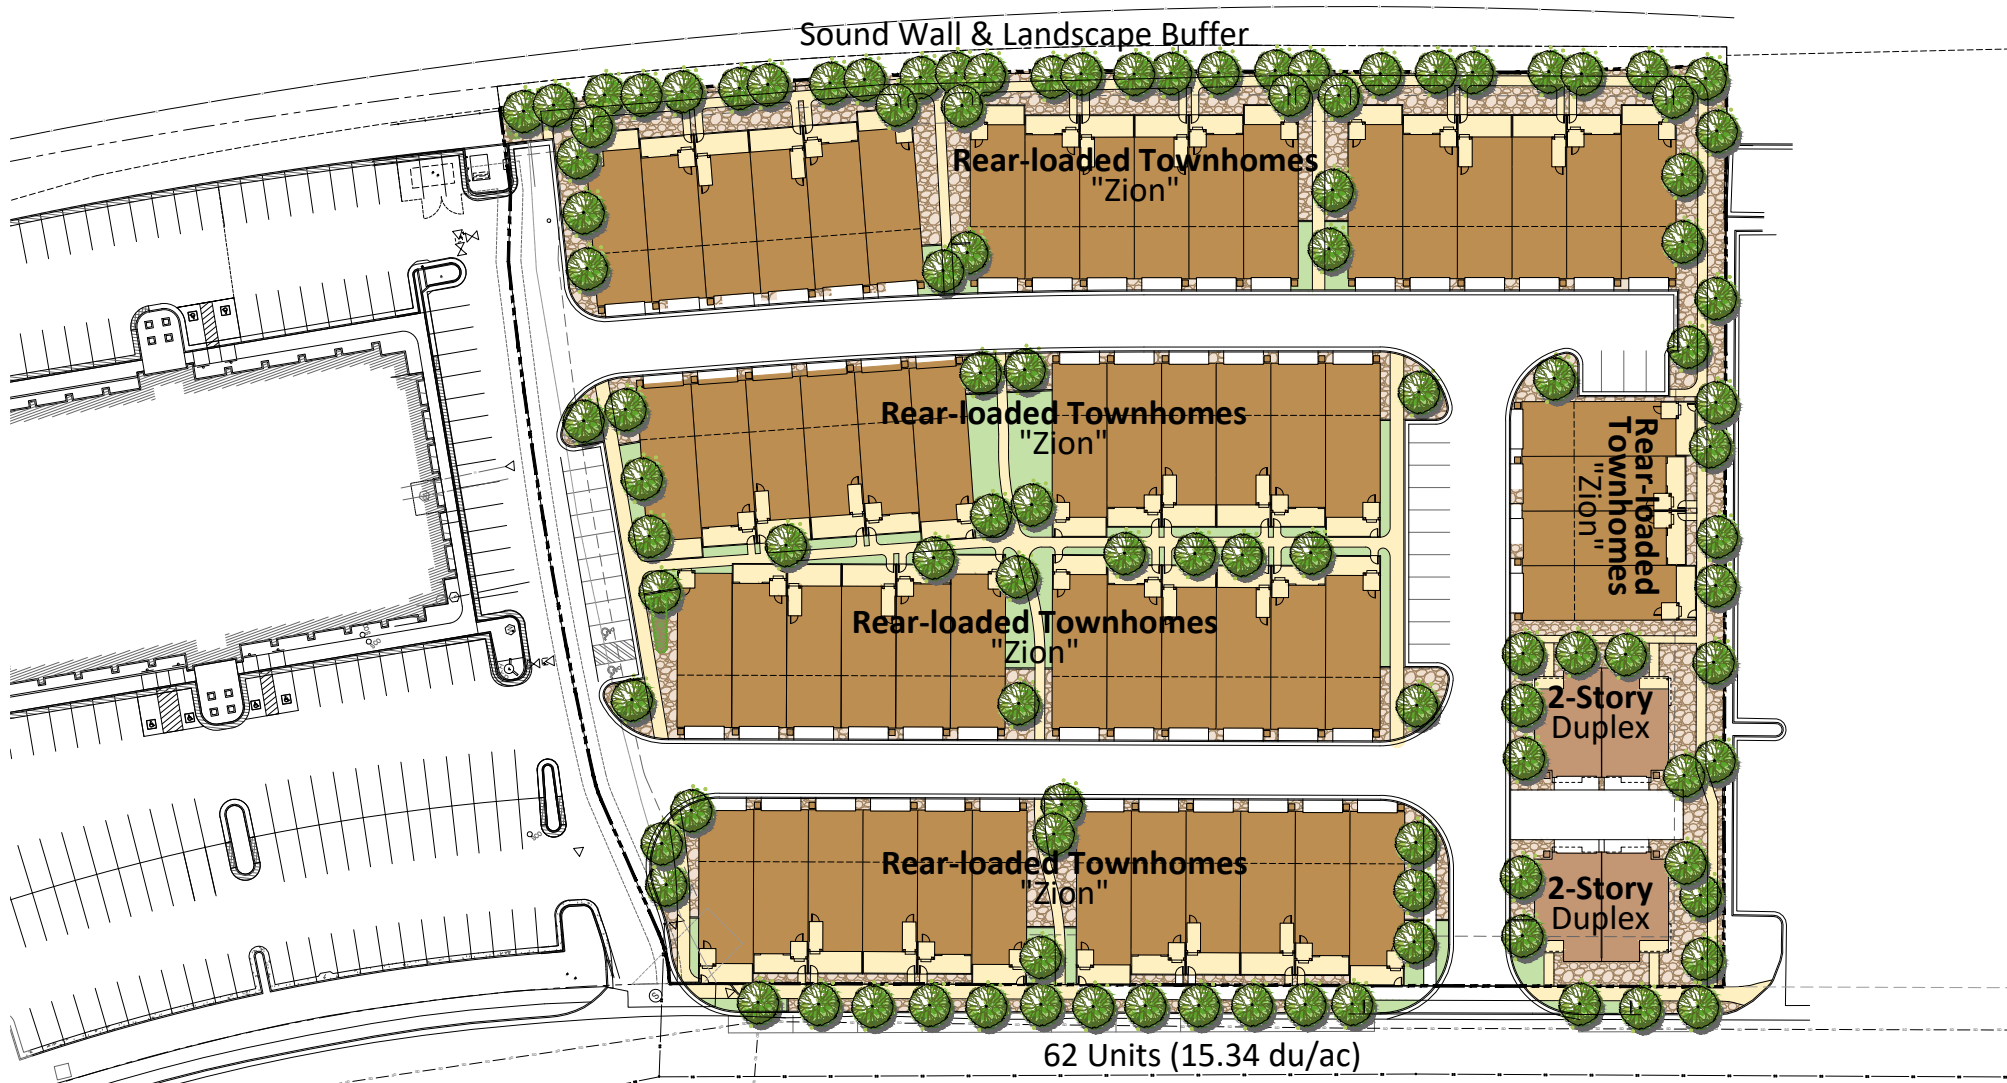 Sound Wall & Landscape Buffer
Rear-loaded Townhomes
"Zion"
Rear-loaded Townhomes
"Zion"
Rear-loaded
Townhomes
"Zion"
Rear-loaded Townhomes
"Zion"
2-Story
Duplex
Rear-loaded Townhomes
"Zion"
2-Story
Duplex
62 Units (15.34 du/ac)